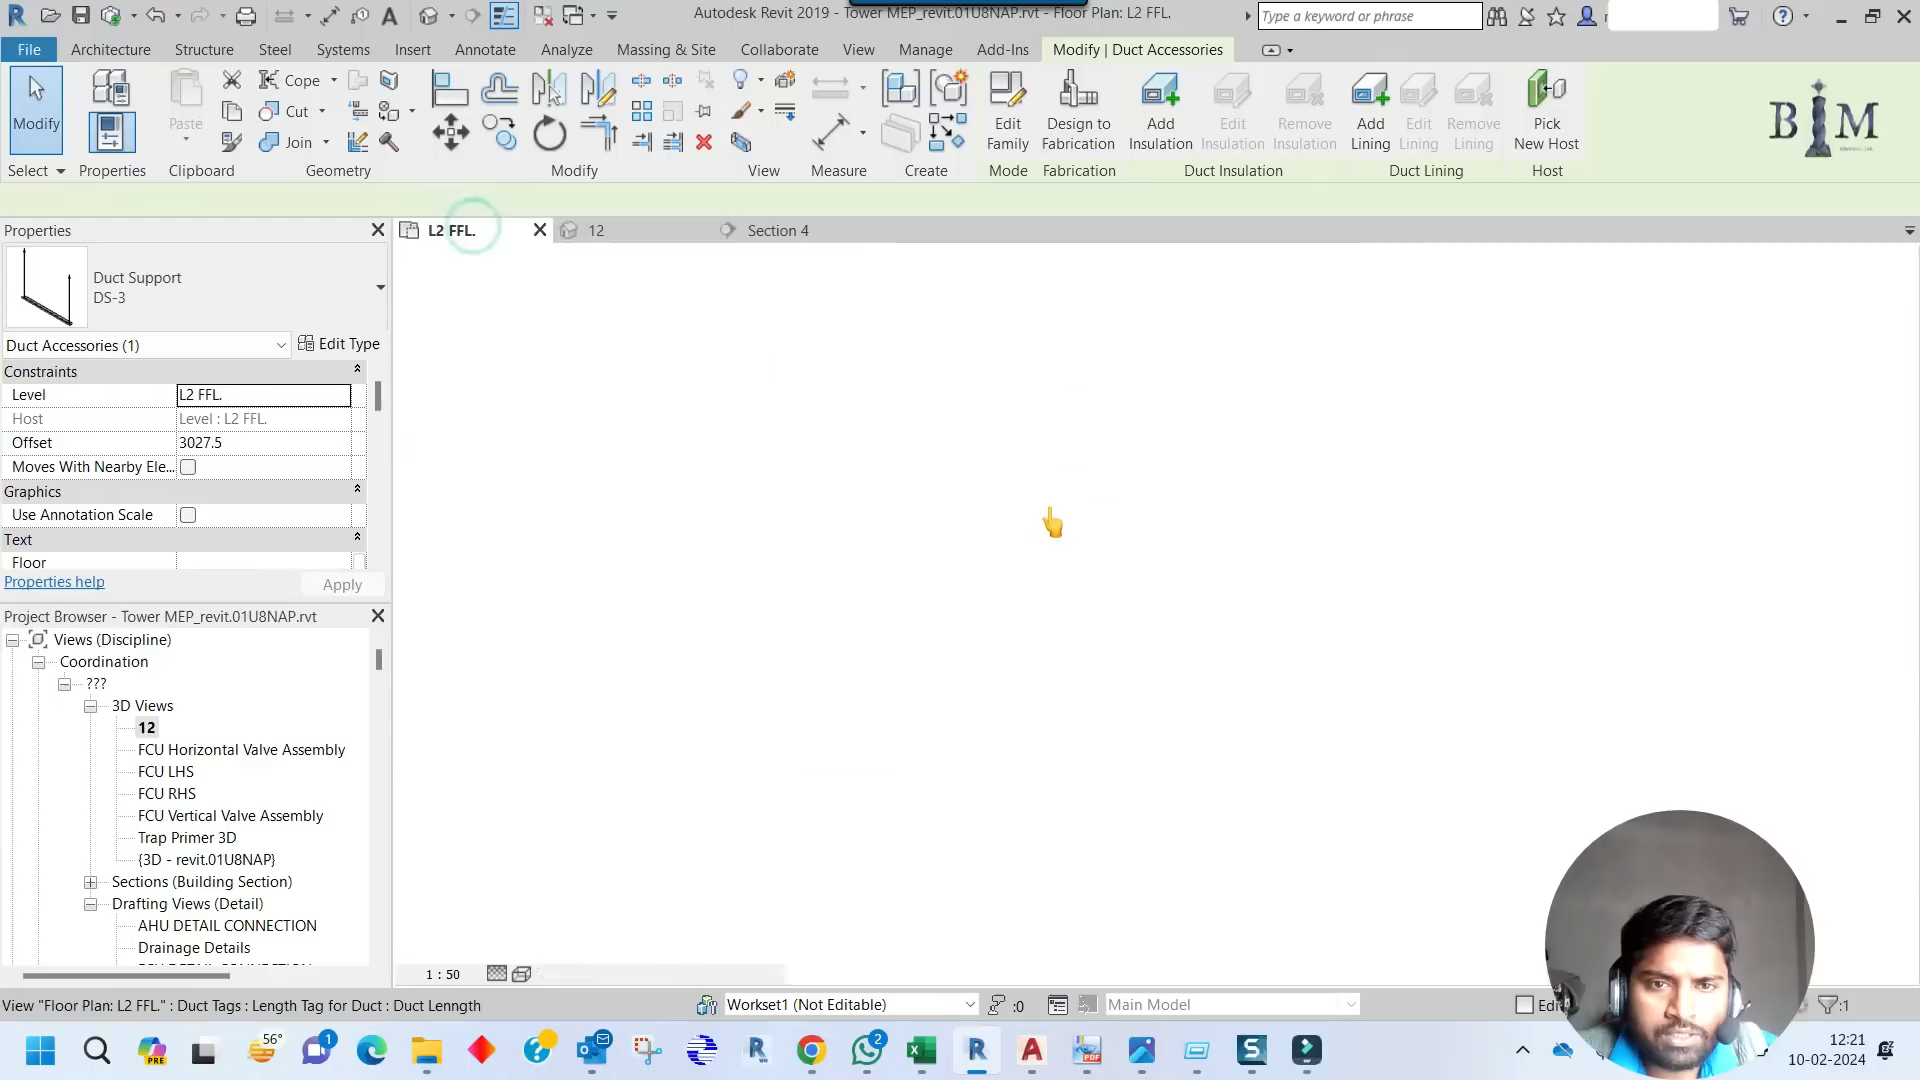 Autodesk Revit 2019 - Tower MEP_revit.01U8NAP.rvt - Floor Plan: L2 FFL.
Type a keyword or phrase
File Architecture Structure Steel Systems Insert Annotate Analyze Massing & Site Collaborate View Manage Add-Ins Modify | Duct Accessories
Modify
Paste
Cope
Cut
Join
Edit Family
Design to Fabrication
Add Insulation
Edit Insulation
Remove Insulation
Add Lining
Edit Lining
Remove Lining
Pick New Host
BIM
Select Properties Clipboard Geometry Modify View Measure Create Mode Fabrication Duct Insulation Duct Lining Host
Properties
L2 FFL.
12
Section 4
Duct Support
DS-3
Duct Accessories (1)
Edit Type
Constraints
Level L2 FFL.
Host Level : L2 FFL.
Offset 3027.5
Moves With Nearby Ele...
Graphics
Use Annotation Scale
Text
Floor
Properties help
Apply
Project Browser - Tower MEP_revit.01U8NAP.rvt
Views (Discipline)
Coordination
???
3D Views
12
FCU Horizontal Valve Assembly
FCU LHS
FCU RHS
FCU Vertical Valve Assembly
Trap Primer 3D
{3D - revit.01U8NAP}
Sections (Building Section)
Drafting Views (Detail)
AHU DETAIL CONNECTION
Drainage Details
1 : 50
View "Floor Plan: L2 FFL." : Duct Tags : Length Tag for Duct : Duct Lenngth
Workset1 (Not Editable)
:0
Main Model
:1
56°
PRE
1
2
12:21
10-02-2024